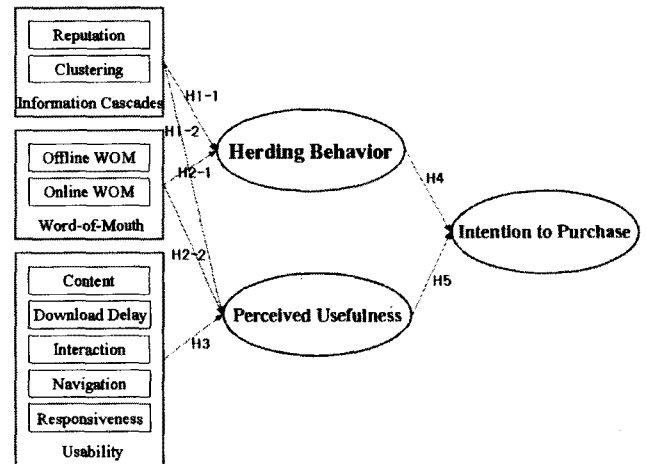 Reputation
Clustering
Information Cascades
H1-1
H1-2
Herding Behavior
Offline WOM
Online WOM
Word-of-Mouth
H2-1
H2-2
H4
Intention to Purchase
H5
Content
Download Delay
Interaction
Navigation
Responsiveness
Usability
Perceived Usefulness
H3